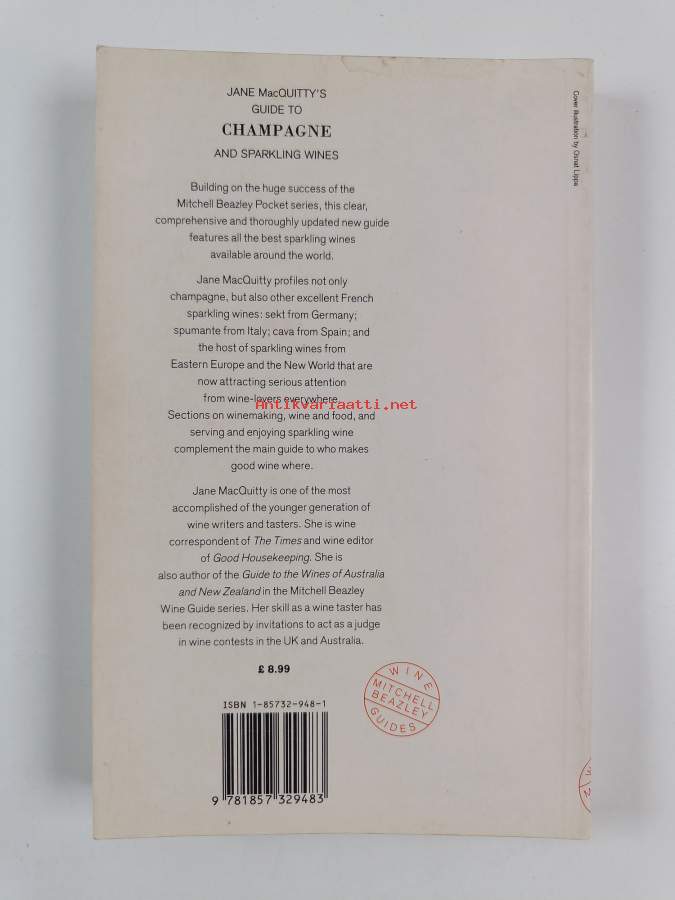 JANE MacQUITTY'S
GUIDE TO
CHAMPAGNE
AND SPARKLING WINES
Building on the huge success of the
Mitchell Beazley Pocket series, this clear,
comprehensive and thoroughly updated new guide
features all the best sparkling wines
available around the world.
Jane MacQuitty profiles not only
champagne, but also other excellent French
sparkling wines: sekt from Germany;
spumante from Italy; cava from Spain; and
the host of sparkling wines from
Eastern Europe and the New World that are
now attracting serious attention
from wine-lovers everywhere.
Antikvariaatti.net
Sections on winemaking, wine and food, and
serving and enjoying sparkling wine
complement the main guide to who makes
good wine where.
Jane MacQuitty is one of the most
accomplished of the younger generation of
wine writers and tasters. She is wine
correspondent of The Times and wine editor
of Good Housekeeping. She is
also author of the Guide to the Wines of Australia
and New Zealand in the Mitchell Beazley
Wine Guide series. Her skill as a wine taster has
been recognized by invitations to act as a judge
in wine contests in the UK and Australia.
£ 8.99
ISBN 1-85732-948-1
9 781857 329483
WINE
MITCHELL
BEAZLEY
GUIDES
Cover illustration by Osnat Lippa